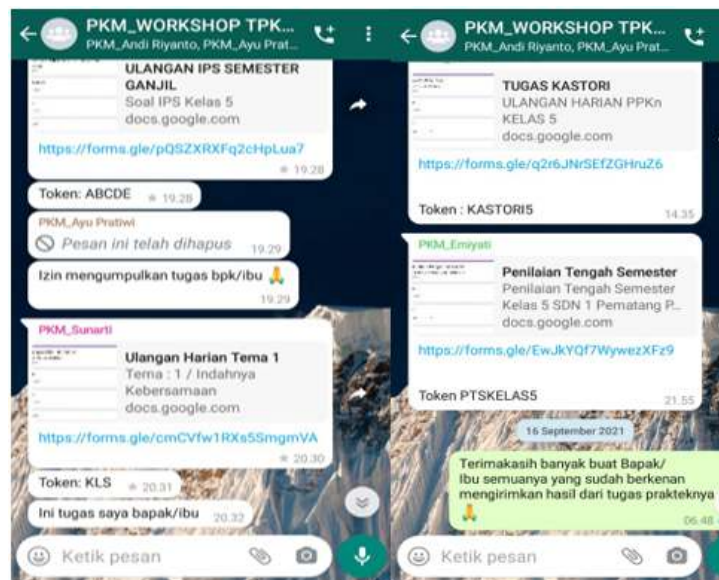 PKM_WORKSHOP TPK...
PKM_Andi Riyanto, PKM_Ayu Prat...
ULANGAN IPS SEMESTER
GANJIL
Soal IPS Kelas 5
docs.google.com
https://forms.gle/pQSZXRXFq2cHpLua7
19.28
Token: ABCDE
19.28
PKM_Ayu Pratiwi
Pesan ini telah dihapus
19.29
Izin mengumpulkan tugas bpk/ibu 🙏
19.29
PKM_Sunarti
Ulangan Harian Tema 1
Tema : 1 / Indahnya
Kebersamaan
docs.google.com
https://forms.gle/cmCVfw1RXs5SmgmVA
20.30
Token: KLS
20.31
Ini tugas saya bapak/ibu
20.32
Ketik pesan
PKM_WORKSHOP TPK...
PKM_Andi Riyanto, PKM_Ayu Prat...
TUGAS KASTORI
ULANGAN HARIAN PPKn
KELAS 5
docs.google.com
https://forms.gle/q2r6JNrSEfZGHruZ6
Token : KASTORI5
14.35
PKM_Emiyati
Penilaian Tengah Semester
Penilaian Tengah Semester
Kelas 5 SDN 1 Pematang P...
docs.google.com
https://forms.gle/EwJkYQf7WywezXFz9
Token PTSKELAS5
21.55
16 September 2021
Terimakasih banyak buat Bapak/
Ibu semuanya yang sudah berkenan
mengirimkan hasil dari tugas prakteknya
🙏
06.48
Ketik pesan